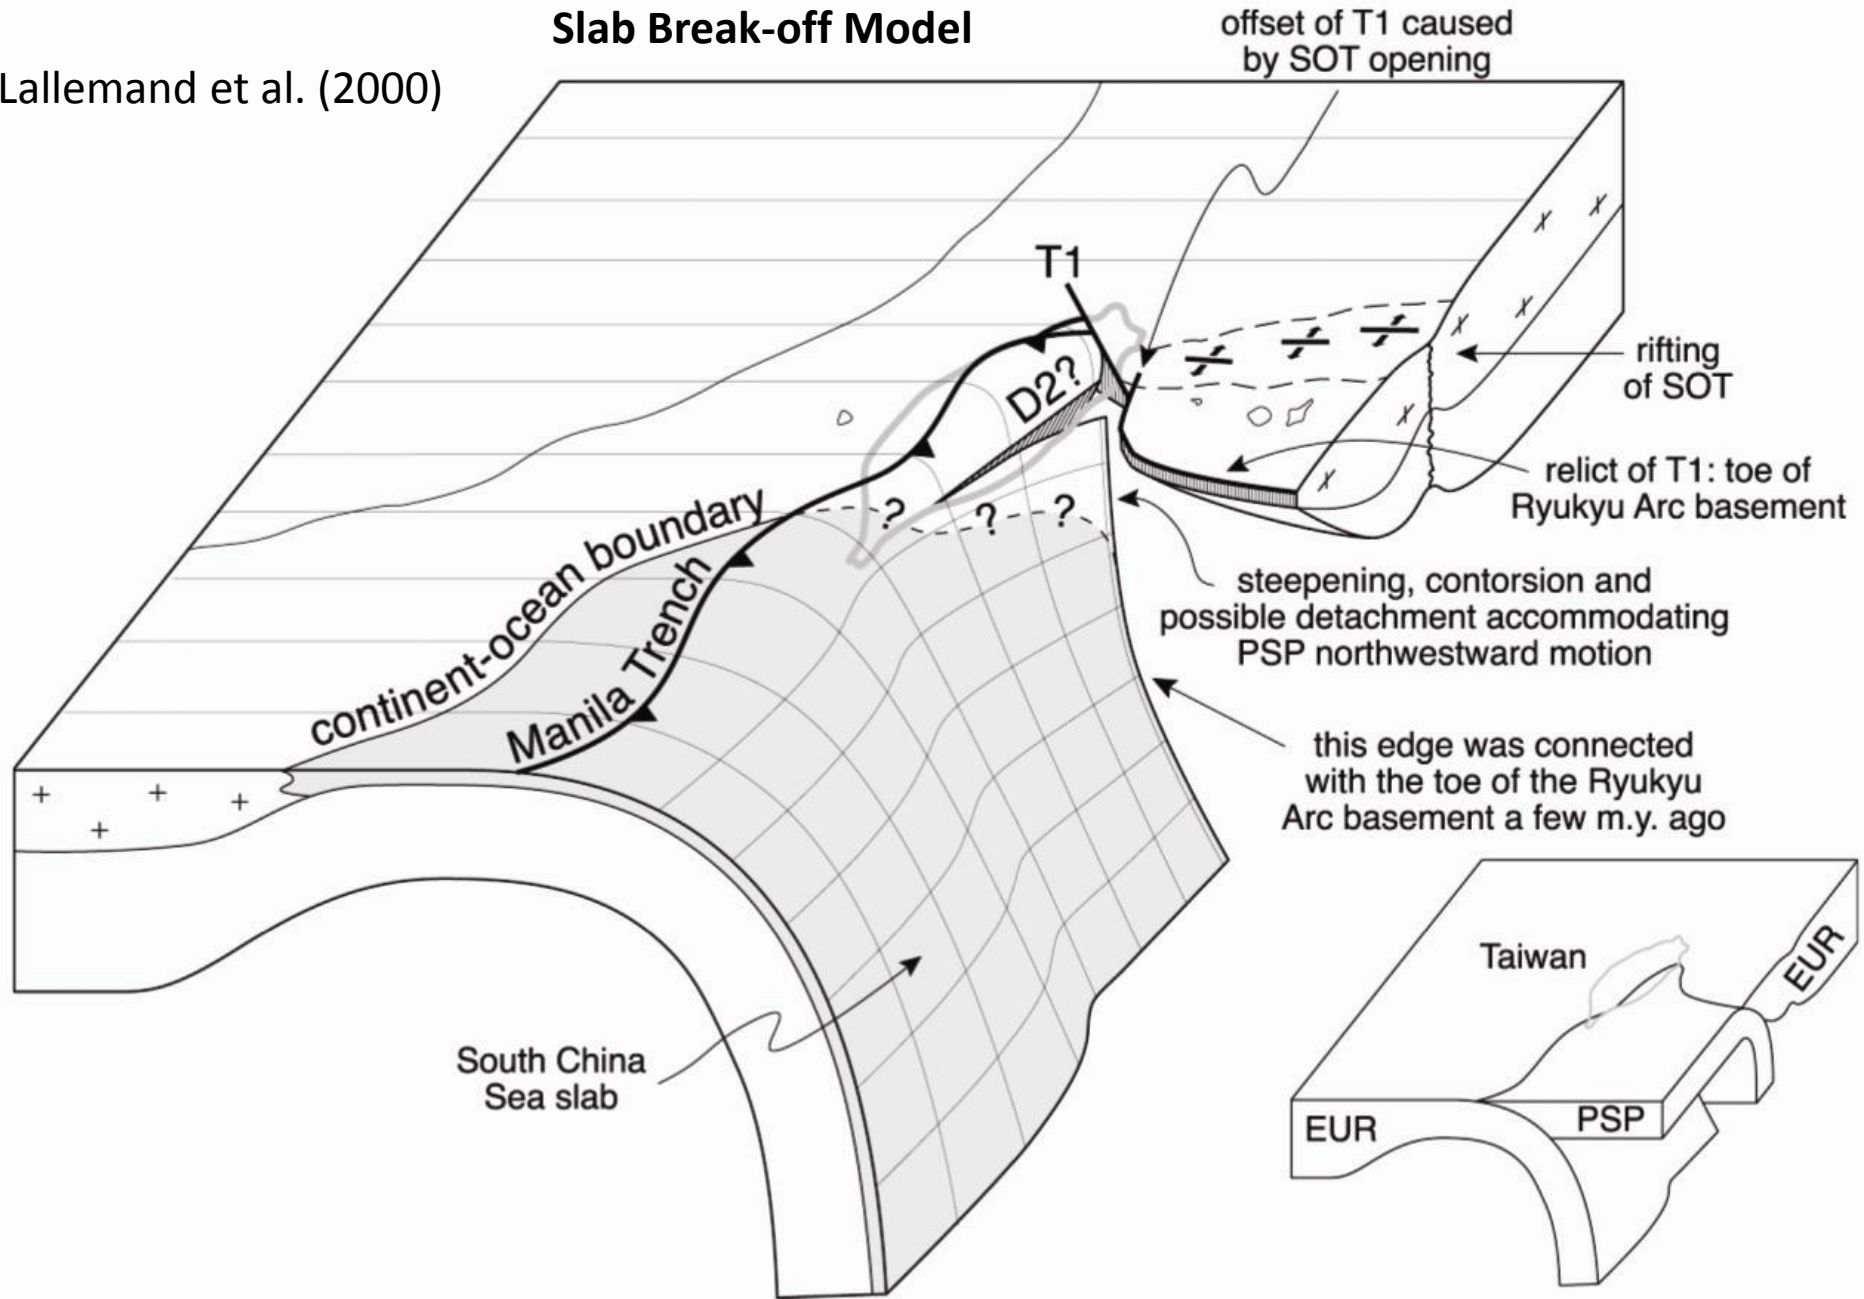 Slab Break-off Model
Lallemand et al. (2000)
offset of T1 caused
by SOT opening
T1
D2?
rifting
of SOT
relict of T1: toe of
Ryukyu Arc basement
? ? ?
continent-ocean boundary
Manila Trench
steepening, contorsion and
possible detachment accommodating
PSP northwestward motion
this edge was connected
with the toe of the Ryukyu
Arc basement a few m.y. ago
South China
Sea slab
Taiwan
EUR
EUR
PSP